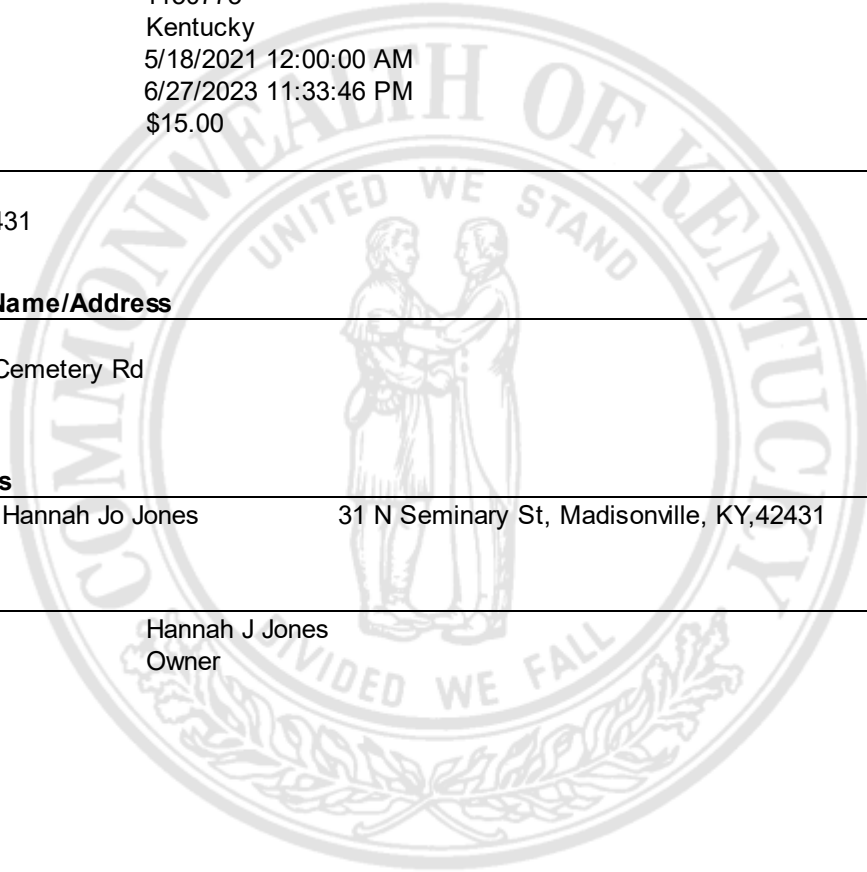 Kentucky
5/18/2021 12:00:00 AM
6/27/2023 11:33:46 PM
$15.00
431
Name/Address
Cemetery Rd
s
Hannah Jo Jones 31 N Seminary St, Madisonville, KY,42431
Hannah J Jones
Owner
COMMONWEALTH OF KENTUCKY
UNITED WE STAND
DIVIDED WE FALL